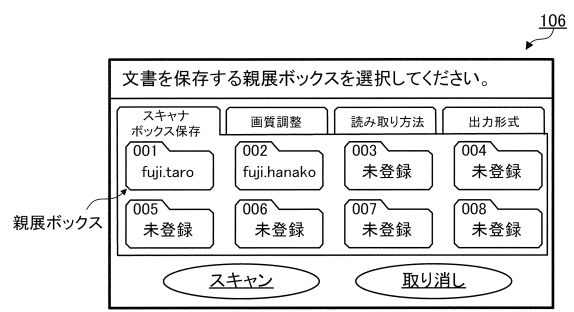 106
文書を保存する親展ボックスを選択してください。
スキャナ
ボックス保存
画質調整
読み取り方法
出力形式
001
fuji.taro
002
fuji.hanako
003
未登録
004
未登録
親展ボックス
005
未登録
006
未登録
007
未登録
008
未登録
スキャン
取り消し